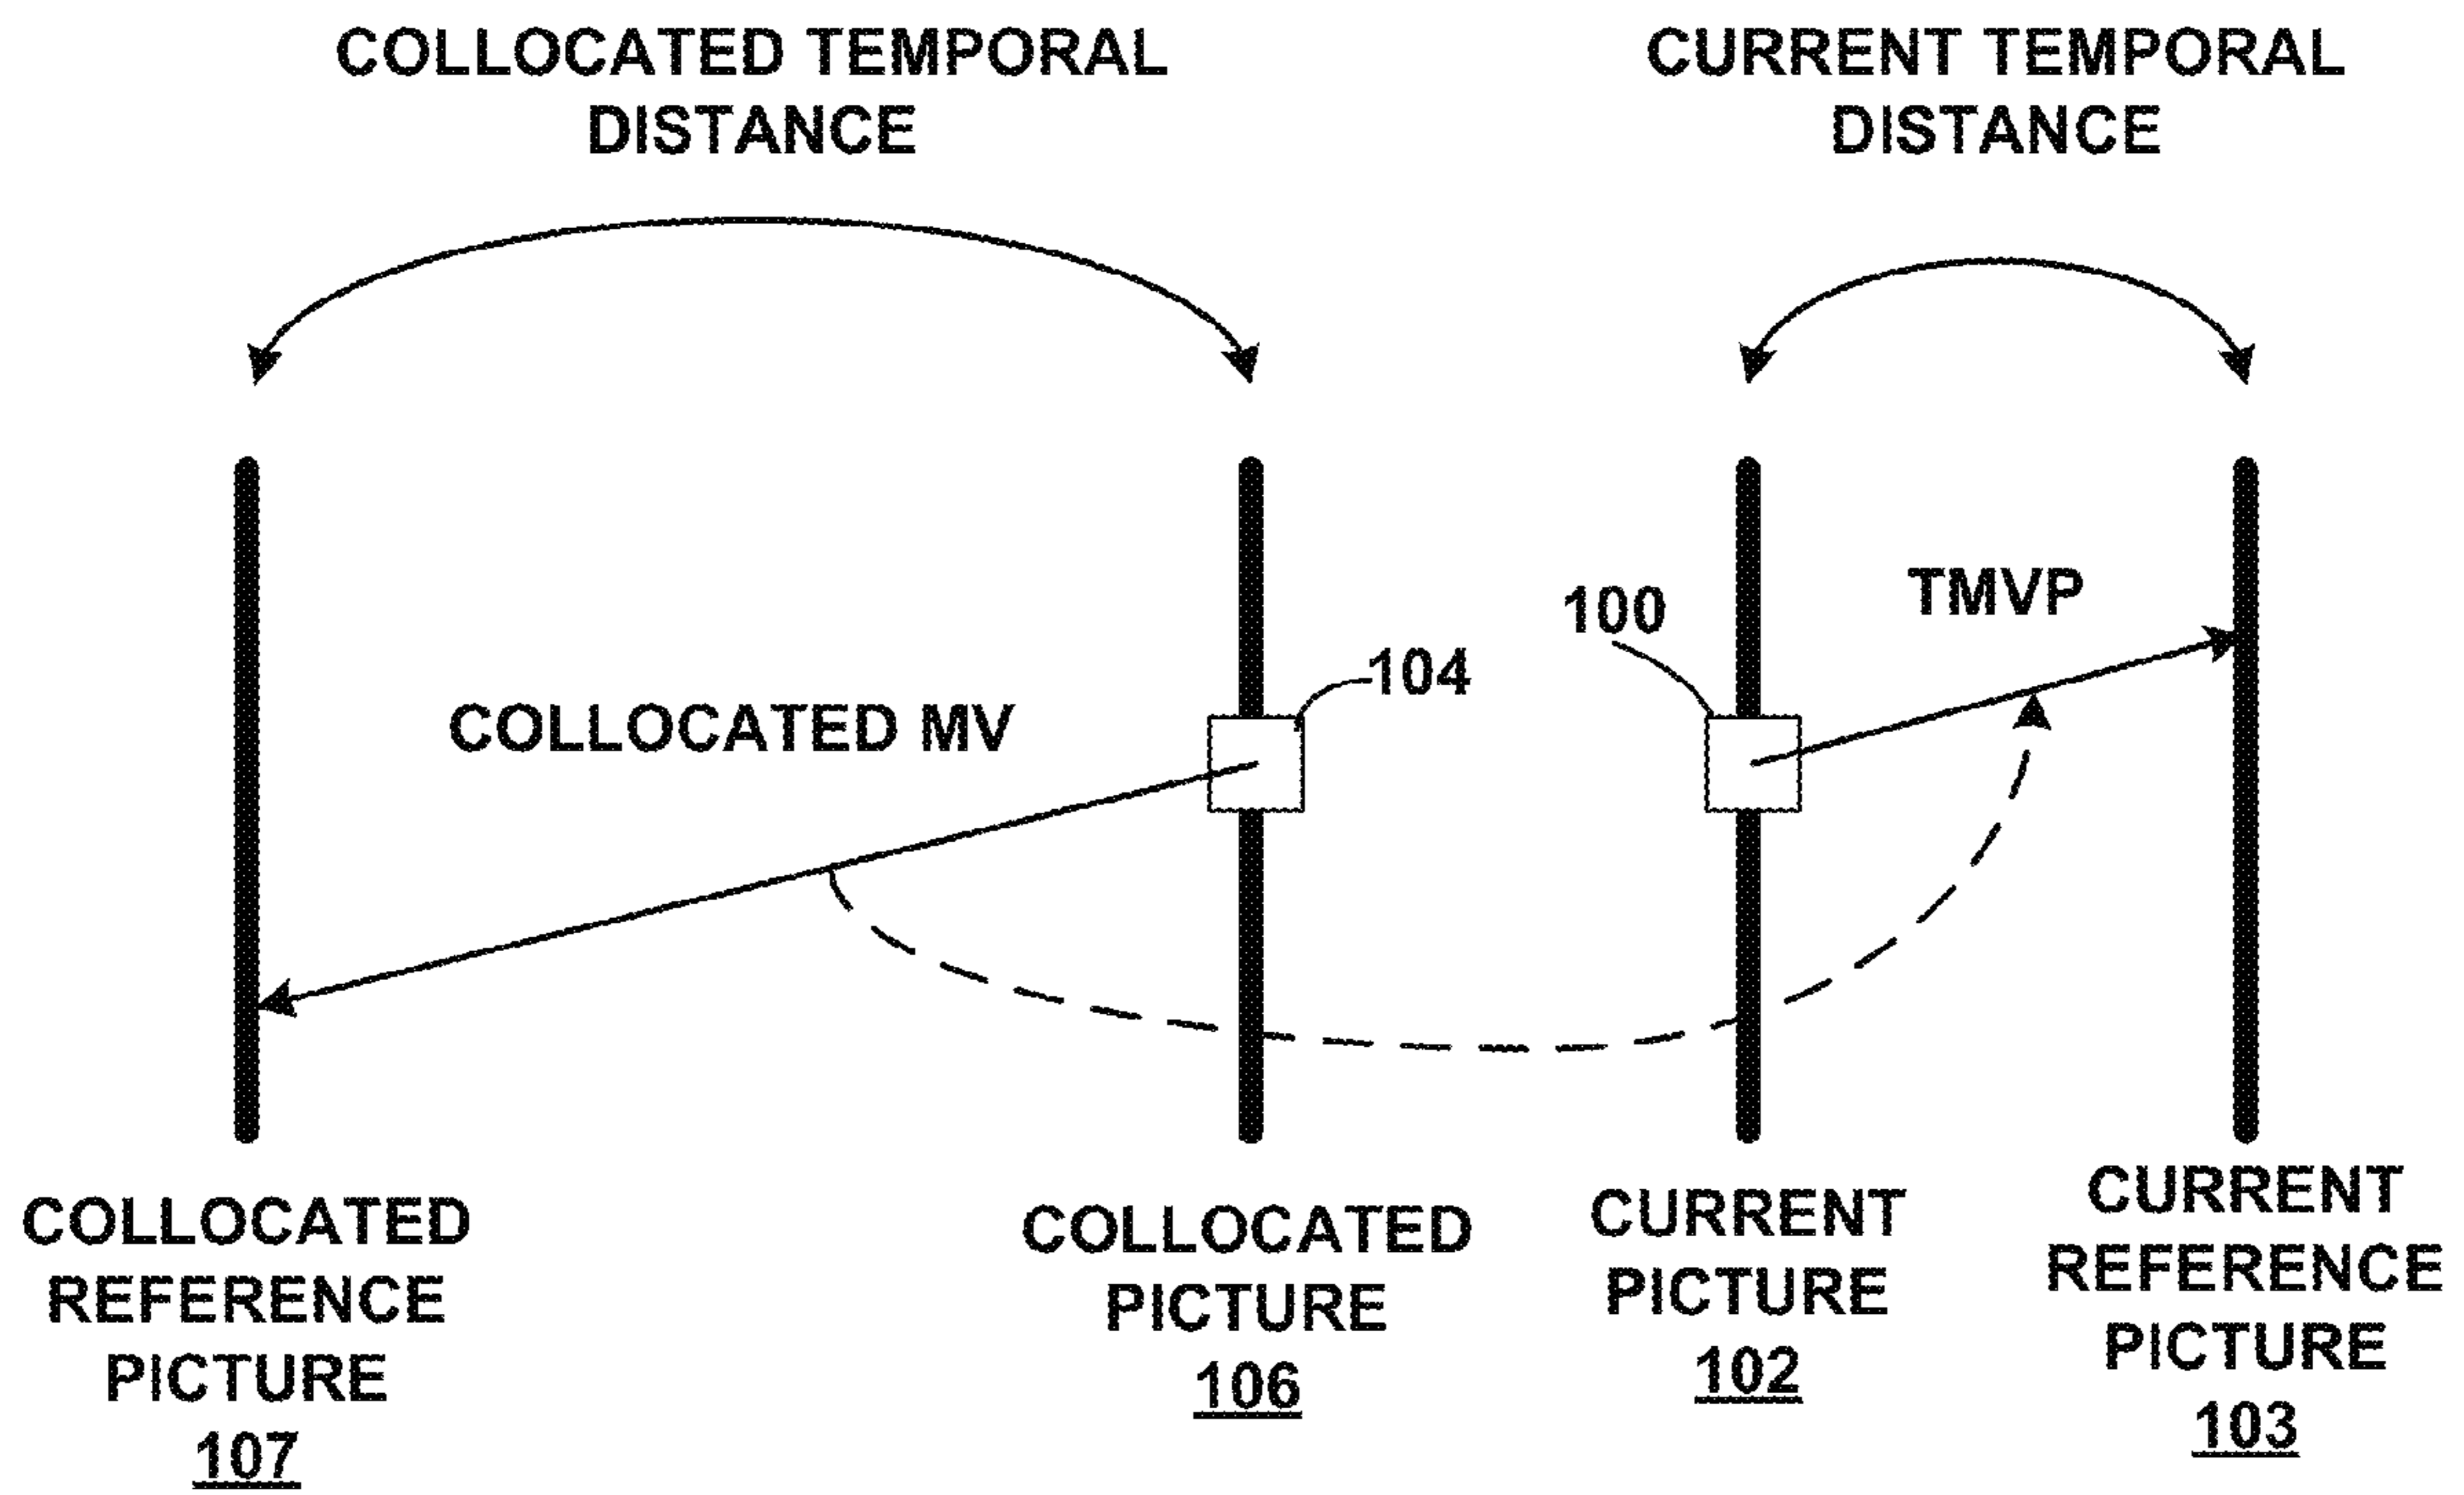 COLLOCATED TEMPORAL
DISTANCE
CURRENT TEMPORAL
DISTANCE
TMVP
100
104
COLLOCATED MV
COLLOCATED
REFERENCE
PICTURE
107
COLLOCATED
PICTURE
106
CURRENT
PICTURE
102
CURRENT
REFERENCE
PICTURE
103